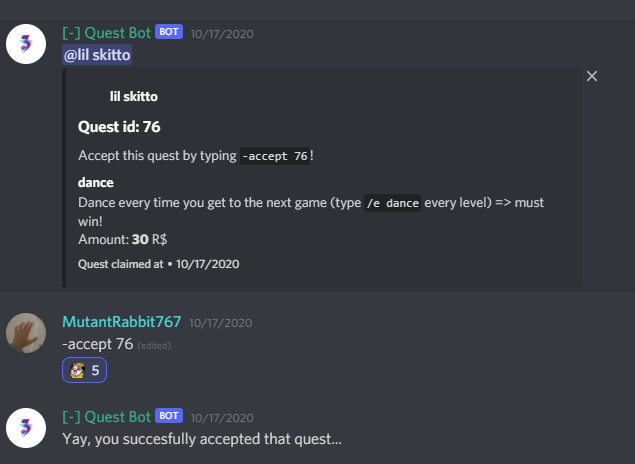 [-] Quest Bot BOT 10/17/2020
@lil skitto
lil skitto
Quest id: 76
Accept this quest by typing -accept 76!
dance
Dance every time you get to the next game (type /e dance every level) => must
win!
Amount: 30 R$
Quest claimed at • 10/17/2020
MutantRabbit767 10/17/2020
-accept 76 (edited)
5
[-] Quest Bot BOT 10/17/2020
Yay, you succesfully accepted that quest...